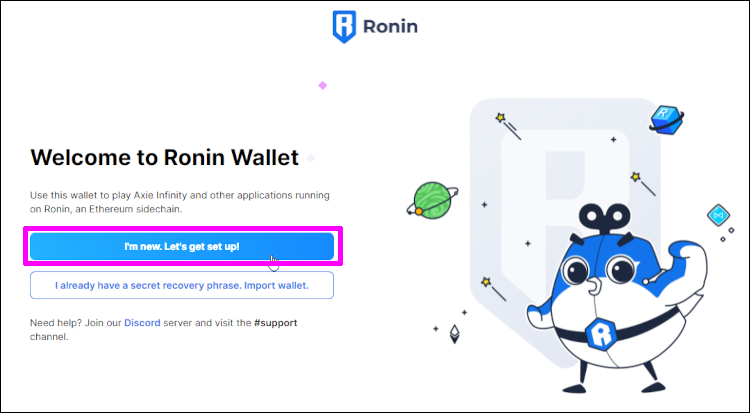 Ronin
Welcome to Ronin Wallet
Use this wallet to play Axie Infinity and other applications running
on Ronin, an Ethereum sidechain.
I'm new. Let's get set up!
I already have a secret recovery phrase. Import wallet.
Need help? Join our Discord server and visit the #support
channel.